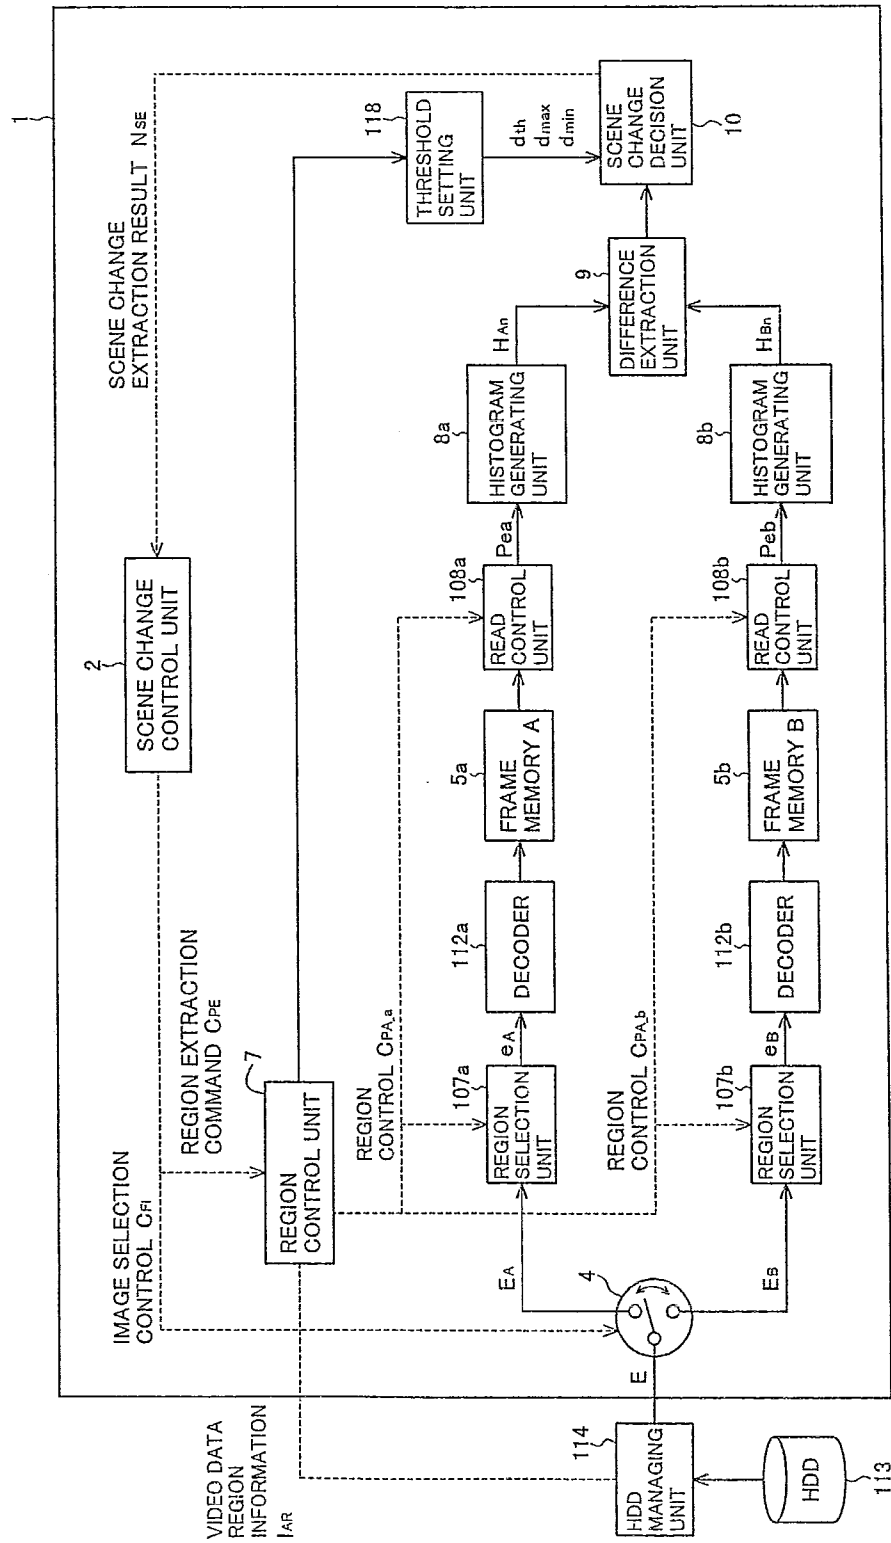 1
SCENE CHANGE
EXTRACTION RESULT NSE
2
SCENE CHANGE
CONTROL UNIT
IMAGE SELECTION
CONTROL CFI
REGION EXTRACTION
COMMAND CPE
7
REGION
CONTROL UNIT
118
THRESHOLD
SETTING
UNIT
dth
dmax
dmin
SCENE
CHANGE
DECISION
UNIT
10
VIDEO DATA
REGION
INFORMATION
IAR
REGION
CONTROL CPA_a
EA
107a
REGION
SELECTION
UNIT
eA
112a
DECODER
5a
FRAME
MEMORY A
108a
READ
CONTROL
UNIT
Pea
8a
HISTOGRAM
GENERATING
UNIT
HAn
9
DIFFERENCE
EXTRACTION
UNIT
114
HDD
MANAGING
UNIT
E
4
HDD
113
REGION
CONTROL CPA_b
EB
107b
REGION
SELECTION
UNIT
eB
112b
DECODER
5b
FRAME
MEMORY B
108b
READ
CONTROL
UNIT
Peb
8b
HISTOGRAM
GENERATING
UNIT
HBn